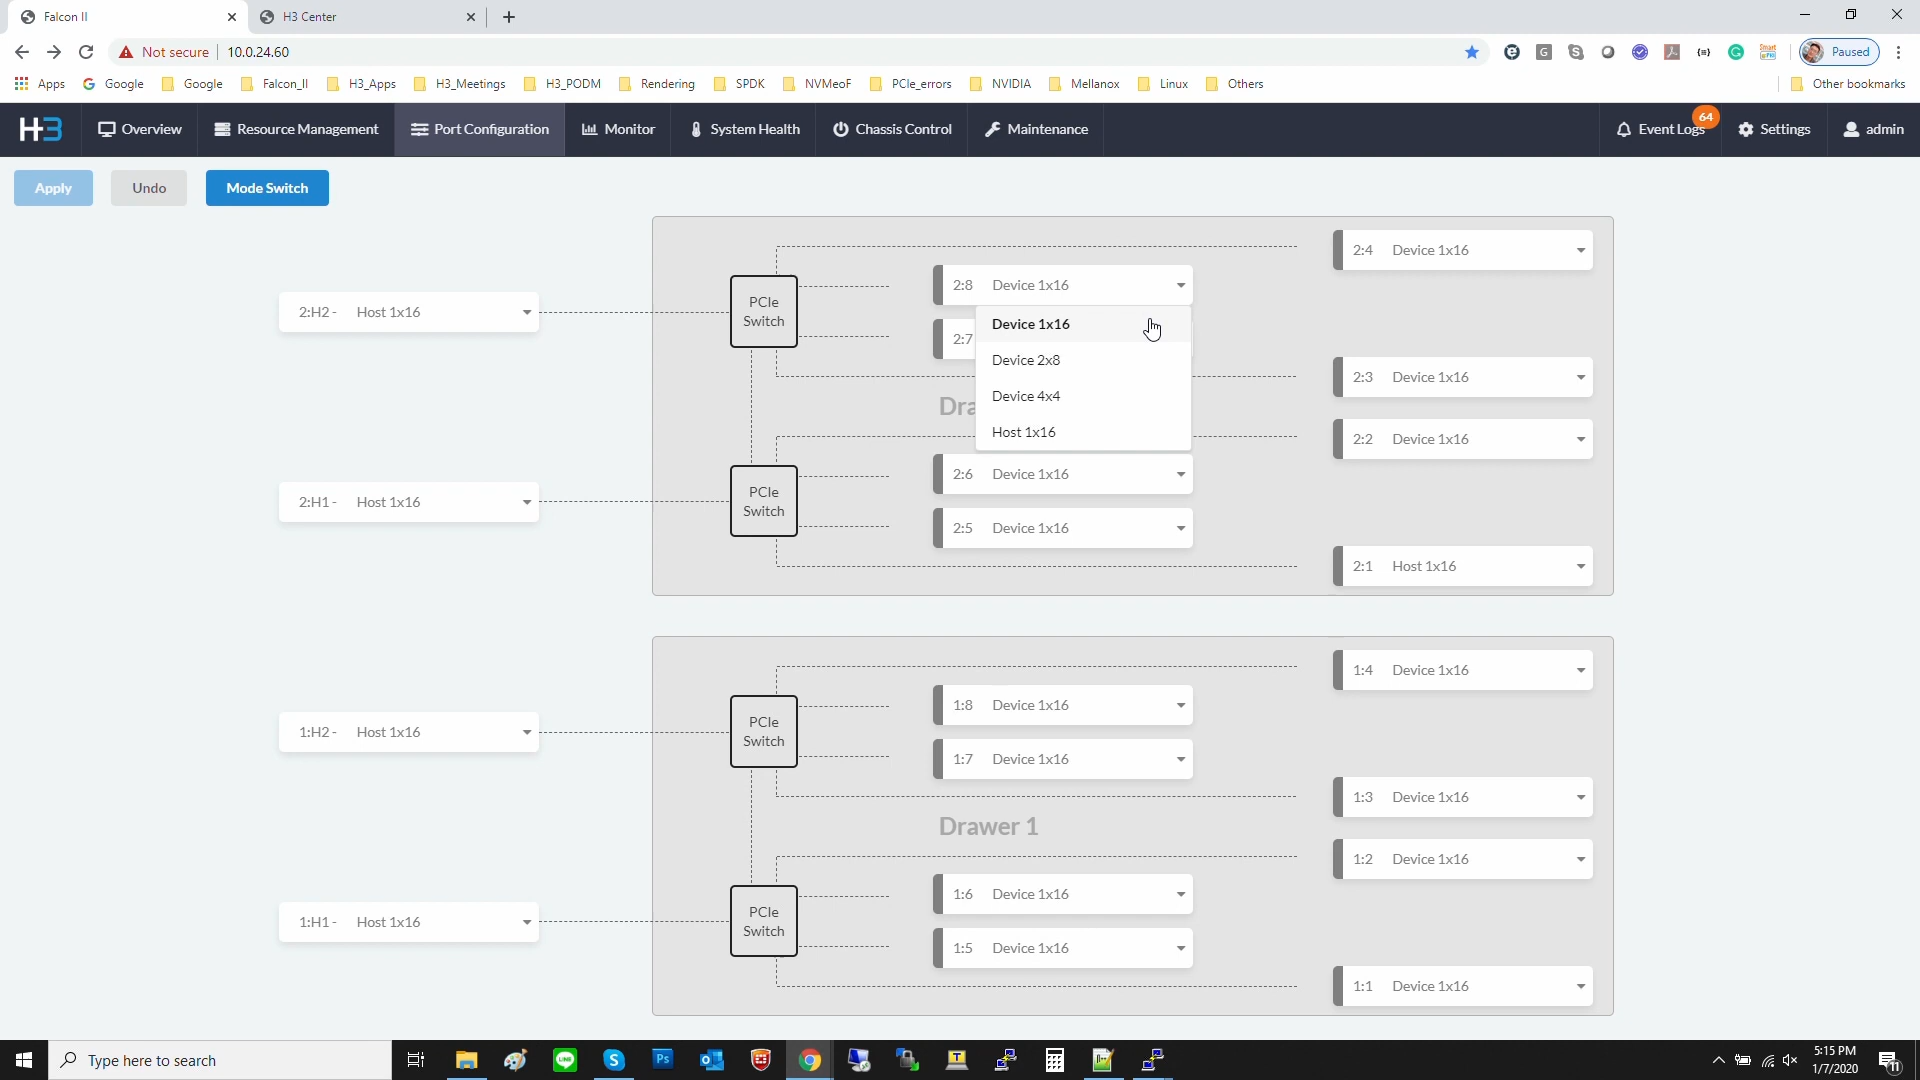 Falcon II
H3 Center
Not secure
10.0.24.60
Paused
Apps
Google
Google
Falcon_II
H3_Apps
H3_Meetings
H3_PODM
Rendering
SPDK
NVMeoF
PCIe_errors
NVIDIA
Mellanox
Linux
Others
Other bookmarks
H3
Overview
Resource Management
Port Configuration
Monitor
System Health
Chassis Control
Maintenance
Event Logs
64
Settings
admin
Apply
Undo
Mode Switch
2:4 Device 1x16
2:8 Device 1x16
PCIe
Switch
2:H2 - Host 1x16
Device 1x16
2:7
Device 2x8
2:3 Device 1x16
Device 4x4
Dra
Host 1x16
2:2 Device 1x16
2:6 Device 1x16
PCIe
Switch
2:H1 - Host 1x16
2:5 Device 1x16
2:1 Host 1x16
1:4 Device 1x16
1:8 Device 1x16
PCIe
Switch
1:H2 - Host 1x16
1:7 Device 1x16
1:3 Device 1x16
Drawer 1
1:2 Device 1x16
1:6 Device 1x16
PCIe
Switch
1:H1 - Host 1x16
1:5 Device 1x16
1:1 Device 1x16
Type here to search
Ps
5:15 PM
1/7/2020
11